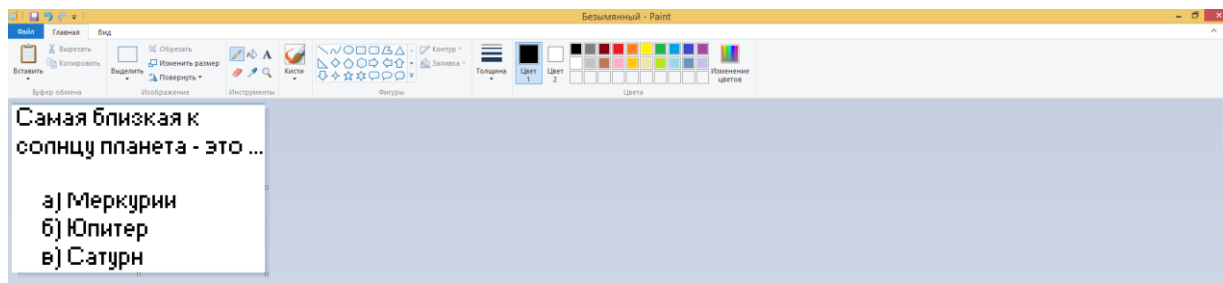 Безымянный - Paint
Файл Главная Вид
Вставить
Вырезать
Копировать
Буфер обмена
Выделить
Обрезать
Изменить размер
Повернуть
Изображение
A
Инструменты
Кисти
Контур
Заливка
Фигуры
Толщина
Цвет 1
Цвет 2
Изменение цветов
Цвета
Самая близкая к
солнцу планета - это ...
а) Меркурии
б) Юпитер
в) Сатурн